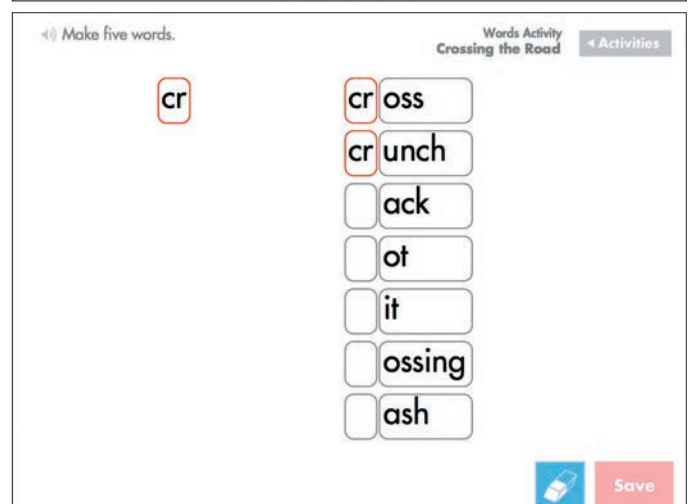 Make five words.
Words Activity
Crossing the Road
Activities
cr
cr oss
cr unch
ack
ot
it
ossing
ash
Save